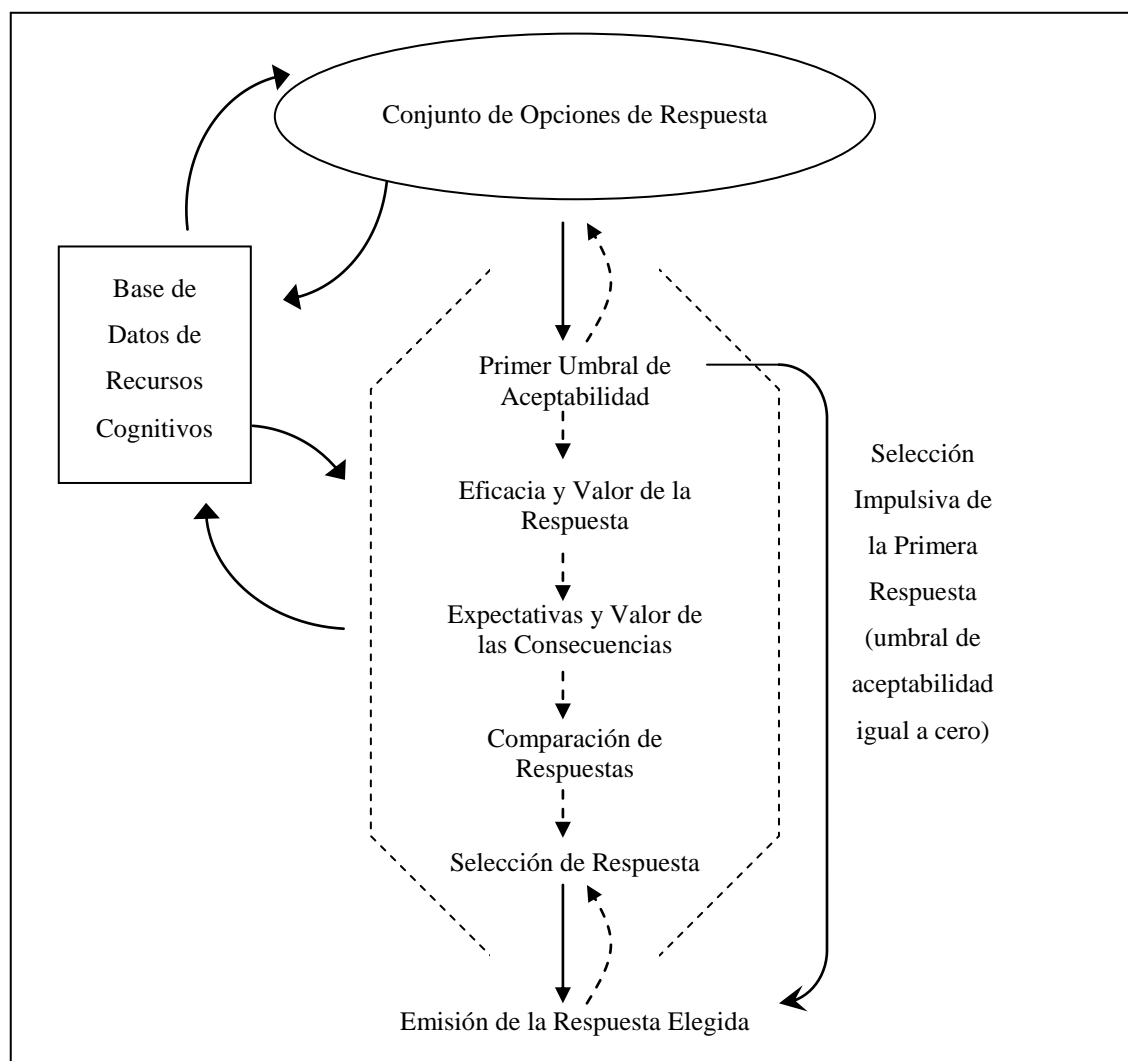 Conjunto de Opciones de Respuesta
Base de
Datos de
Recursos
Cognitivos
Primer Umbral de
Aceptabilidad
Eficacia y Valor de la
Respuesta
Expectativas y Valor de
las Consecuencias
Comparación de
Respuestas
Selección de Respuesta
Emisión de la Respuesta Elegida
Selección
Impulsiva de
la Primera
Respuesta
(umbral de
aceptabilidad
igual a cero)